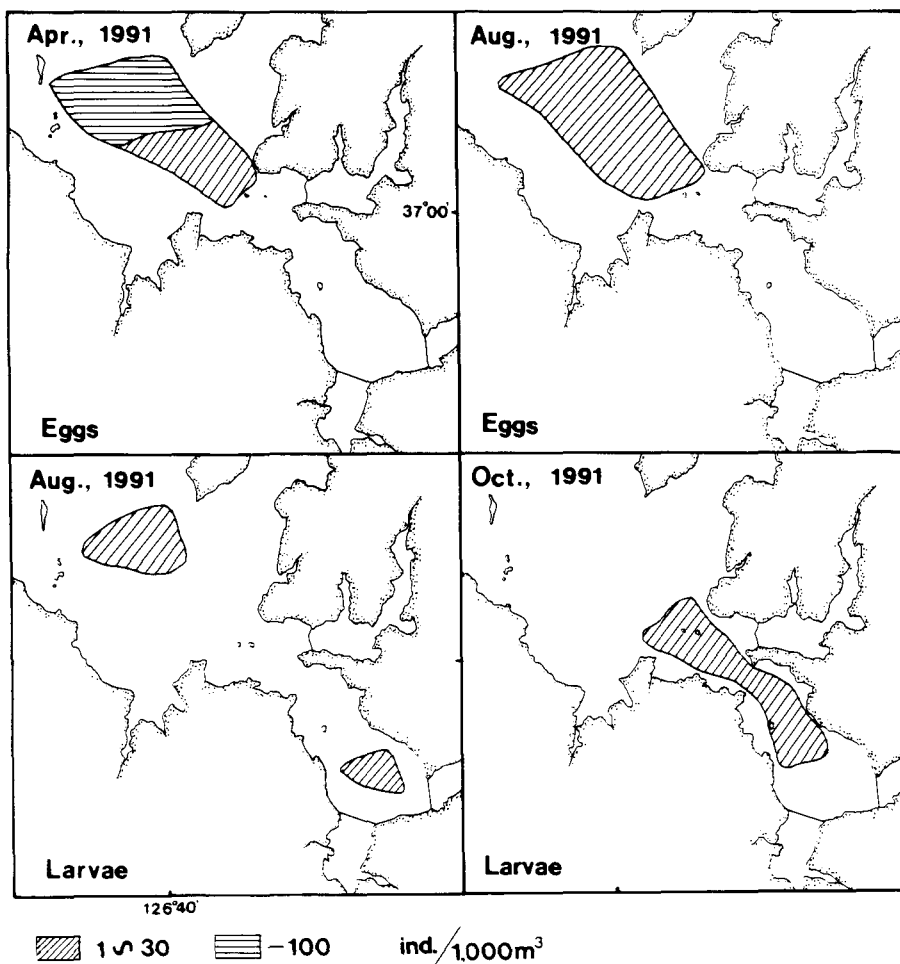 Apr., 1991
Aug., 1991
37°00'
Eggs
Eggs
Aug., 1991
Oct., 1991
Larvae
Larvae
126°40'
1∽30 –100 ind./1,000m³